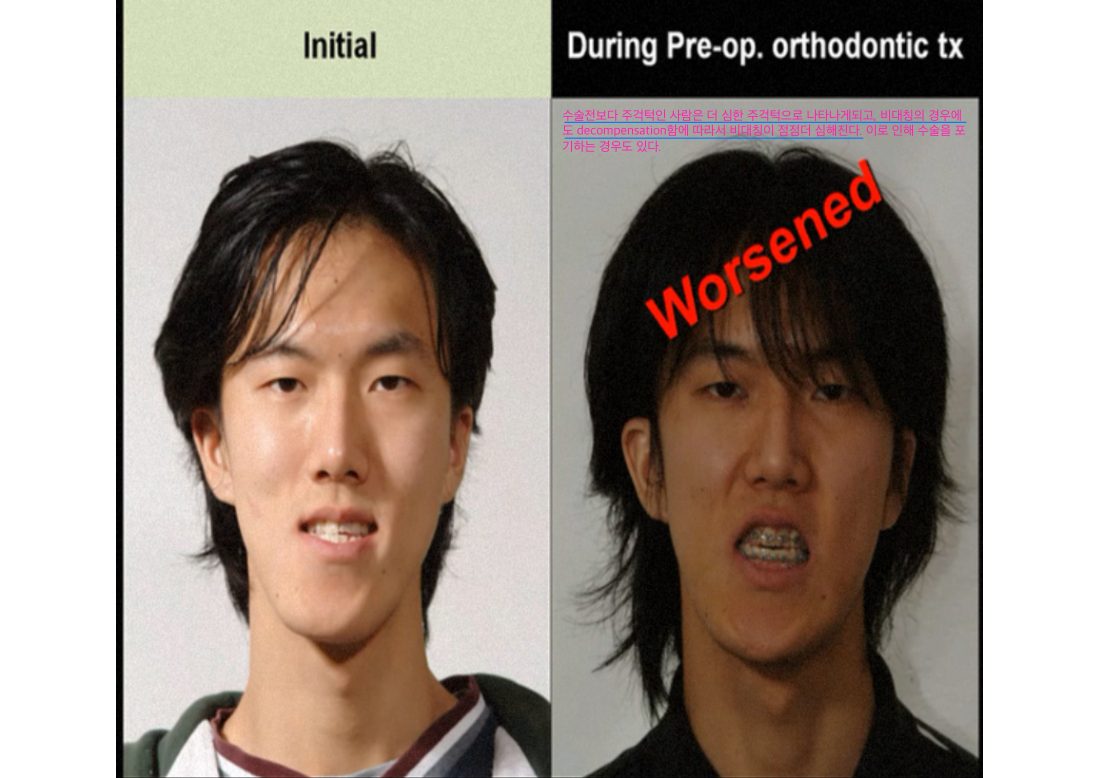 Initial
During Pre-op. orthodontic tx
수술전보다 주걱턱인 사람은 더 심한 주걱턱으로 나타나게되고, 비대칭의 경우에
도 decompensation함에 따라서 비대칭이 점점더 심해진다. 이로 인해 수술을 포
기하는 경우도 있다.
Worsened